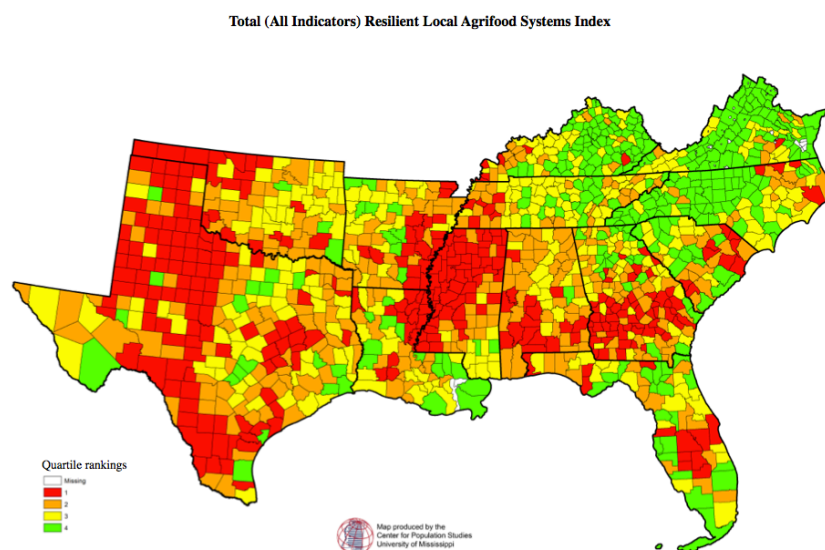 Total (All Indicators) Resilient Local Agrifood Systems Index
Quartile rankings
Missing
1
2
3
4
Map produced by the
Center for Population Studies
University of Mississippi